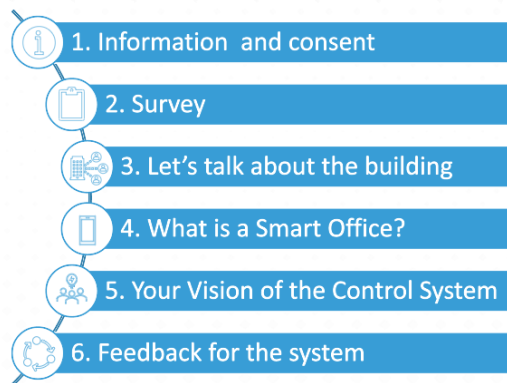 1. Information and consent
2. Survey
3. Let's talk about the building
4. What is a Smart Office?
5. Your Vision of the Control System
6. Feedback for the system